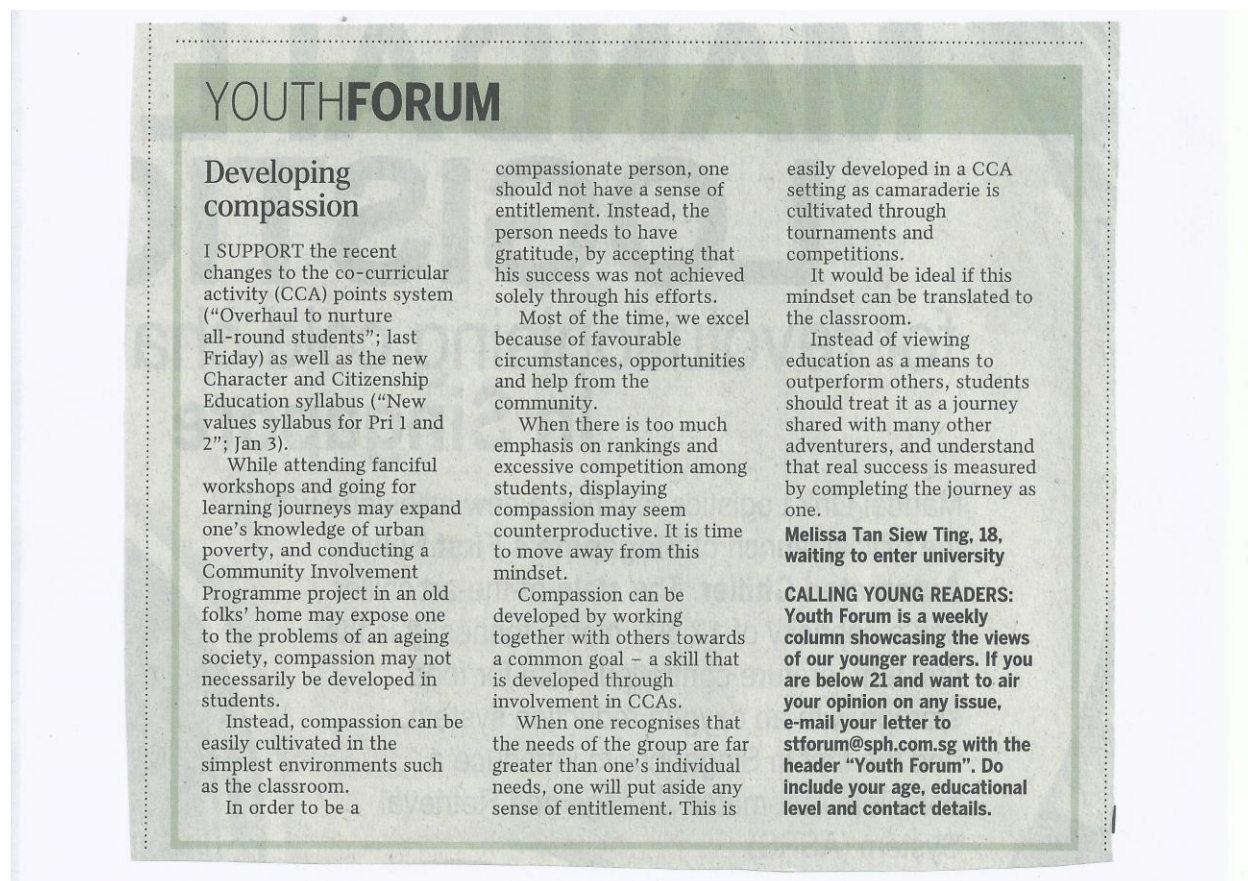 YOUTHFORUM
Developing
compassion
I SUPPORT the recent
changes to the co-curricular
activity (CCA) points system
(“Overhaul to nurture
all-round students”; last
Friday) as well as the new
Character and Citizenship
Education syllabus (“New
values syllabus for Pri 1 and
2”; Jan 3).
While attending fanciful
workshops and going for
learning journeys may expand
one’s knowledge of urban
poverty, and conducting a
Community Involvement
Programme project in an old
folks’ home may expose one
to the problems of an ageing
society, compassion may not
necessarily be developed in
students.
Instead, compassion can be
easily cultivated in the
simplest environments such
as the classroom.
In order to be a
compassionate person, one
should not have a sense of
entitlement. Instead, the
person needs to have
gratitude, by accepting that
his success was not achieved
solely through his efforts.
Most of the time, we excel
because of favourable
circumstances, opportunities
and help from the
community.
When there is too much
emphasis on rankings and
excessive competition among
students, displaying
compassion may seem
counterproductive. It is time
to move away from this
mindset.
Compassion can be
developed by working
together with others towards
a common goal – a skill that
is developed through
involvement in CCAs.
When one recognises that
the needs of the group are far
greater than one’s individual
needs, one will put aside any
sense of entitlement. This is
easily developed in a CCA
setting as camaraderie is
cultivated through
tournaments and
competitions.
It would be ideal if this
mindset can be translated to
the classroom.
Instead of viewing
education as a means to
outperform others, students
should treat it as a journey
shared with many other
adventurers, and understand
that real success is measured
by completing the journey as
one.
Melissa Tan Siew Ting, 18,
waiting to enter university
CALLING YOUNG READERS:
Youth Forum is a weekly
column showcasing the views
of our younger readers. If you
are below 21 and want to air
your opinion on any issue,
e-mail your letter to
stforum@sph.com.sg with the
header “Youth Forum”. Do
include your age, educational
level and contact details.